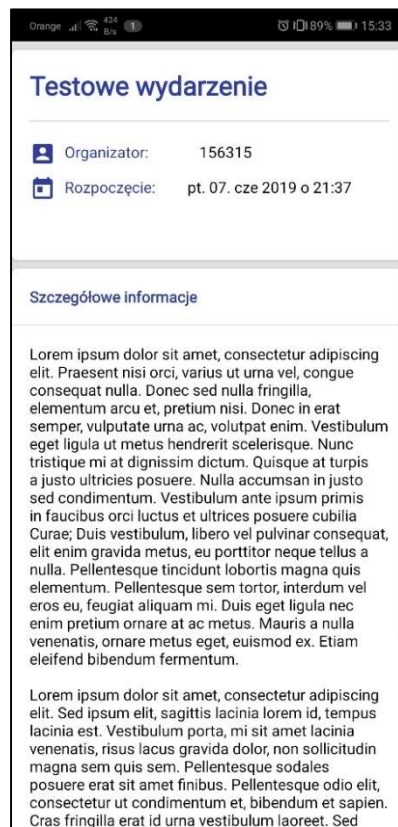 Orange 424 B/s 1 89% 15:33
Testowe wydarzenie
Organizator: 156315
Rozpoczęcie: pt. 07. cze 2019 o 21:37
Szczegółowe informacje
Lorem ipsum dolor sit amet, consectetur adipiscing
elit. Praesent nisi orci, varius ut urna vel, congue
consequat nulla. Donec sed nulla fringilla,
elementum arcu et, pretium nisi. Donec in erat
semper, vulputate urna ac, volutpat enim. Vestibulum
eget ligula ut metus hendrerit scelerisque. Nunc
tristique mi at dignissim dictum. Quisque at turpis
a justo ultricies posuere. Nulla accumsan in justo
sed condimentum. Vestibulum ante ipsum primis
in faucibus orci luctus et ultrices posuere cubilia
Curae; Duis vestibulum, libero vel pulvinar consequat,
elit enim gravida metus, eu porttitor neque tellus a
nulla. Pellentesque tincidunt lobortis magna quis
elementum. Pellentesque sem tortor, interdum vel
eros eu, feugiat aliquam mi. Duis eget ligula nec
enim pretium ornare at ac metus. Mauris a nulla
venenatis, ornare metus eget, euismod ex. Etiam
eleifend bibendum fermentum.
Lorem ipsum dolor sit amet, consectetur adipiscing
elit. Sed ipsum elit, sagittis lacinia lorem id, tempus
lacinia est. Vestibulum porta, mi sit amet lacinia
venenatis, risus lacus gravida dolor, non sollicitudin
magna sem quis sem. Pellentesque sodales
posuere erat sit amet finibus. Pellentesque odio elit,
consectetur ut condimentum et, bibendum et sapien.
Cras fringilla erat id urna vestibulum laoreet. Sed